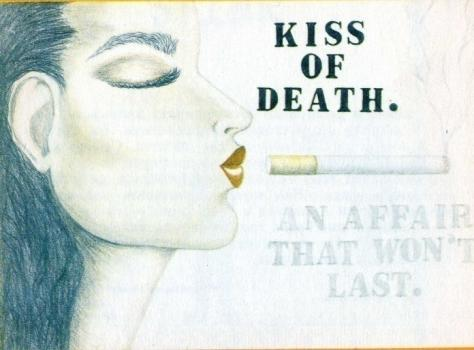 KISS
OF
DEATH.
AN AFFAIR
THAT WON'T
LAST.